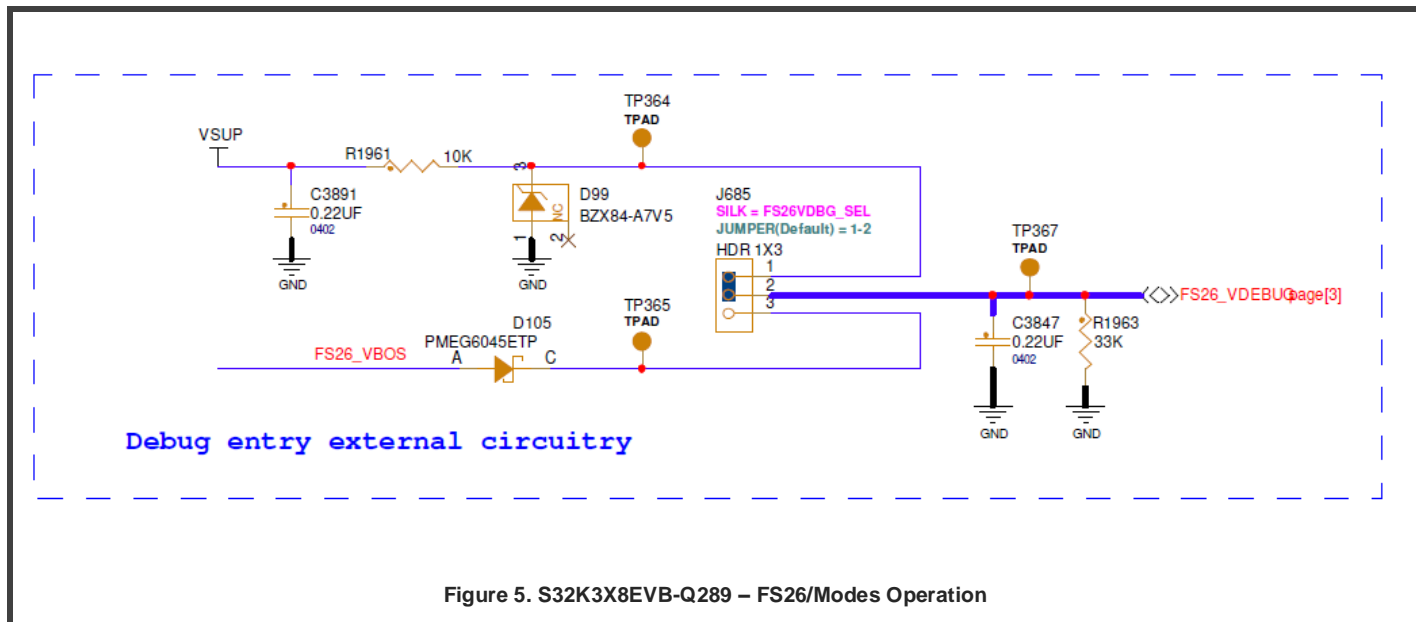 VSUP
R1961 10K
C3891
0.22UF
0402
GND
3
D99
BZX84-A7V5
NC
1
2
GND
TP364
TPAD
J685
SILK = FS26VDBG_SEL
JUMPER(Default) = 1-2
HDR 1X3
1
2
3
TP367
TPAD
FS26_VDEBUG
page[3]
C3847
0.22UF
0402
GND
R1963
33K
GND
TP365
TPAD
D105
PMEG6045ETP
FS26_VBOS
A C
Debug entry external circuitry
Figure 5. S32K3X8EVB-Q289 – FS26/Modes Operation